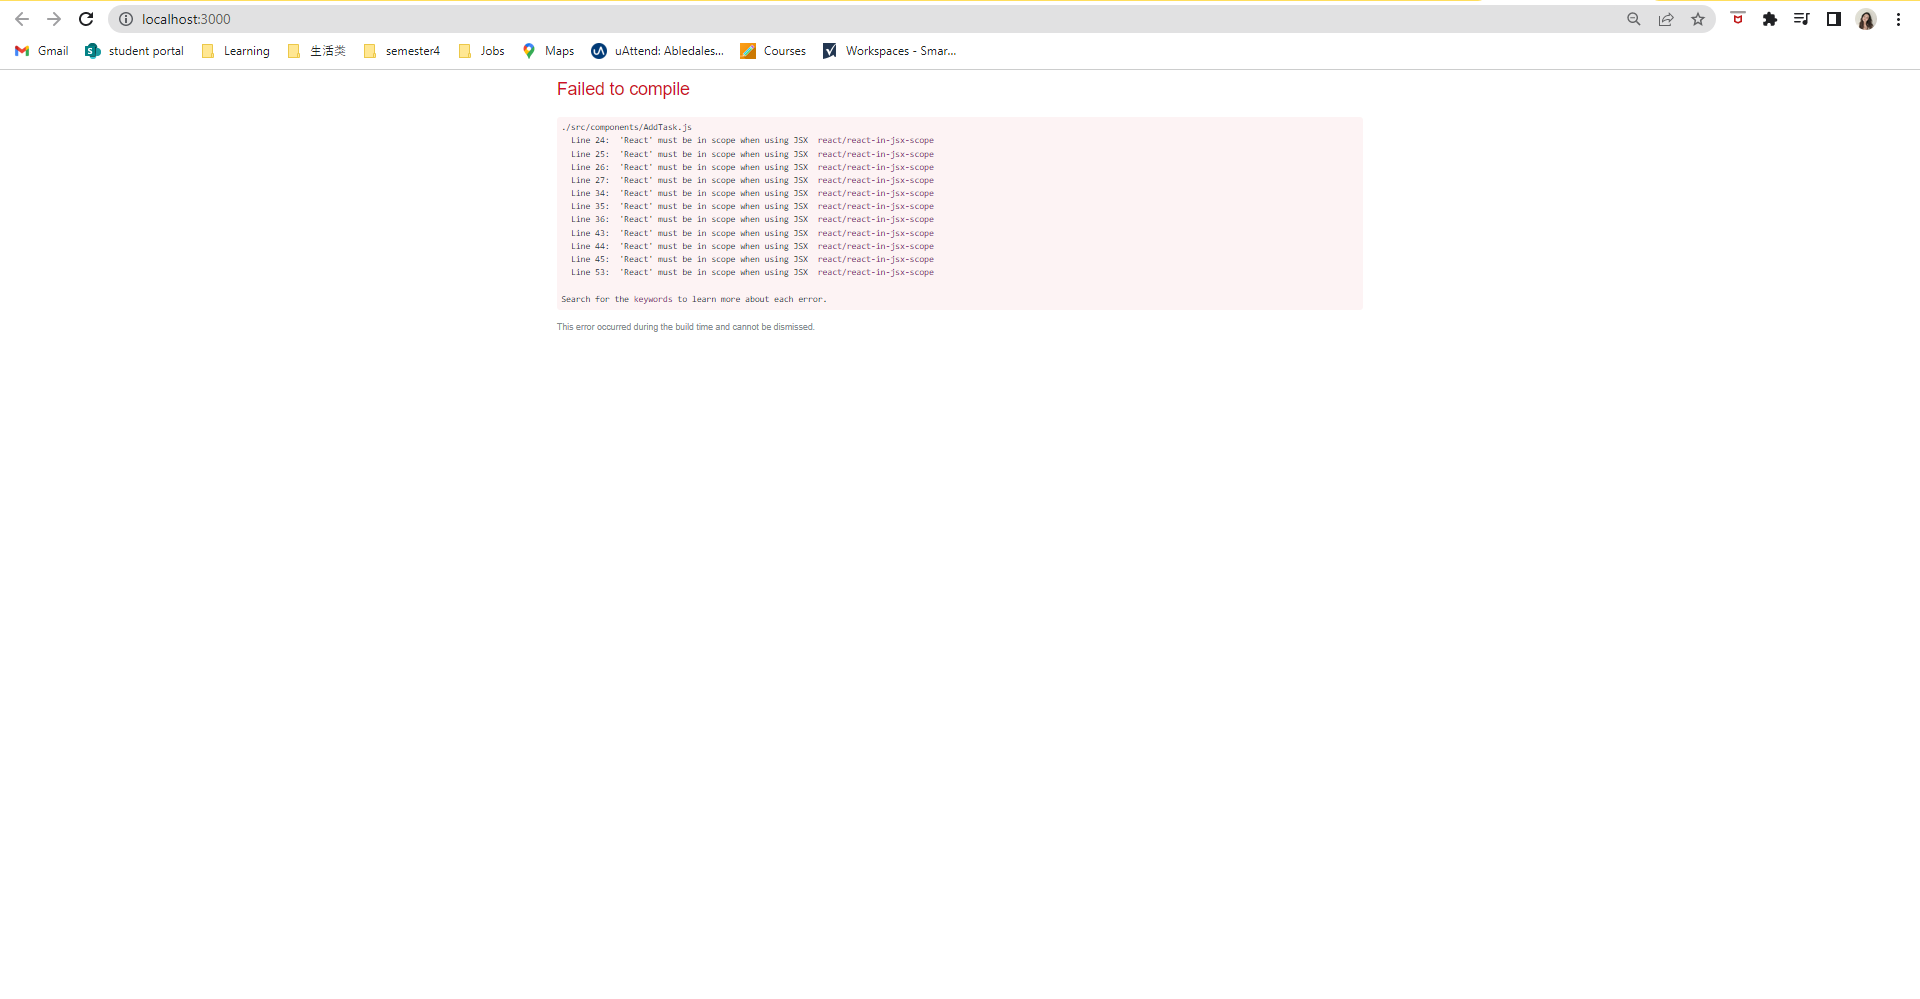 localhost:3000
Gmail student portal Learning 生活类 semester4 Jobs Maps uAttend: Abledales... Courses Workspaces - Smar...
Failed to compile
./src/components/AddTask.js
Line 24: 'React' must be in scope when using JSX react/react-in-jsx-scope
Line 25: 'React' must be in scope when using JSX react/react-in-jsx-scope
Line 26: 'React' must be in scope when using JSX react/react-in-jsx-scope
Line 27: 'React' must be in scope when using JSX react/react-in-jsx-scope
Line 34: 'React' must be in scope when using JSX react/react-in-jsx-scope
Line 35: 'React' must be in scope when using JSX react/react-in-jsx-scope
Line 36: 'React' must be in scope when using JSX react/react-in-jsx-scope
Line 43: 'React' must be in scope when using JSX react/react-in-jsx-scope
Line 44: 'React' must be in scope when using JSX react/react-in-jsx-scope
Line 45: 'React' must be in scope when using JSX react/react-in-jsx-scope
Line 53: 'React' must be in scope when using JSX react/react-in-jsx-scope
Search for the keywords to learn more about each error.
This error occurred during the build time and cannot be dismissed.